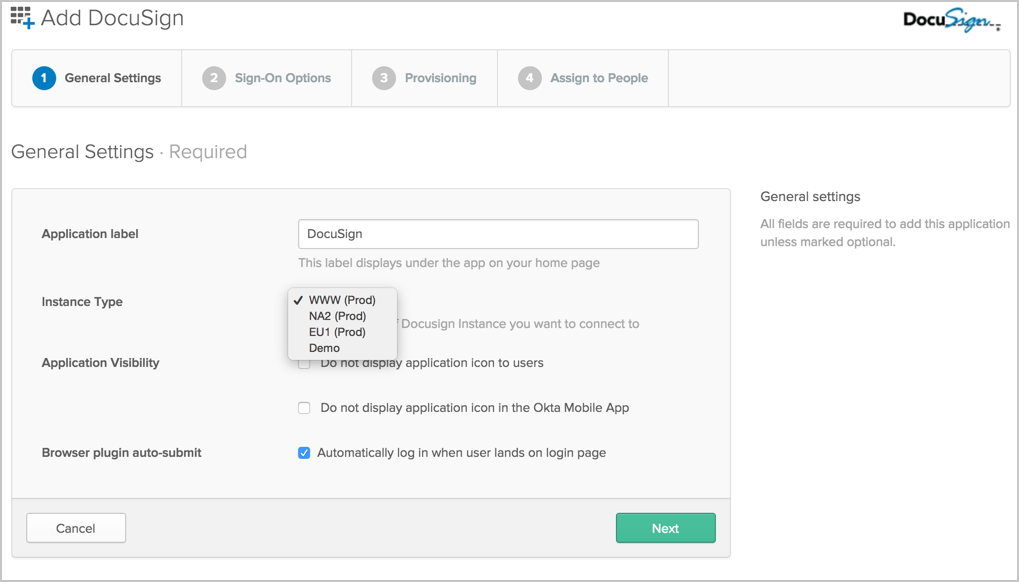 Add DocuSign
DocuSign
1 General Settings
2 Sign-On Options
3 Provisioning
4 Assign to People
General Settings · Required
Application label
DocuSign
This label displays under the app on your home page
Instance Type
✓ WWW (Prod)
NA2 (Prod)
EU1 (Prod)
Demo
Docusign Instance you want to connect to
Application Visibility
Do not display application icon to users
Do not display application icon in the Okta Mobile App
Browser plugin auto-submit
Automatically log in when user lands on login page
Cancel
Next
General settings
All fields are required to add this application
unless marked optional.